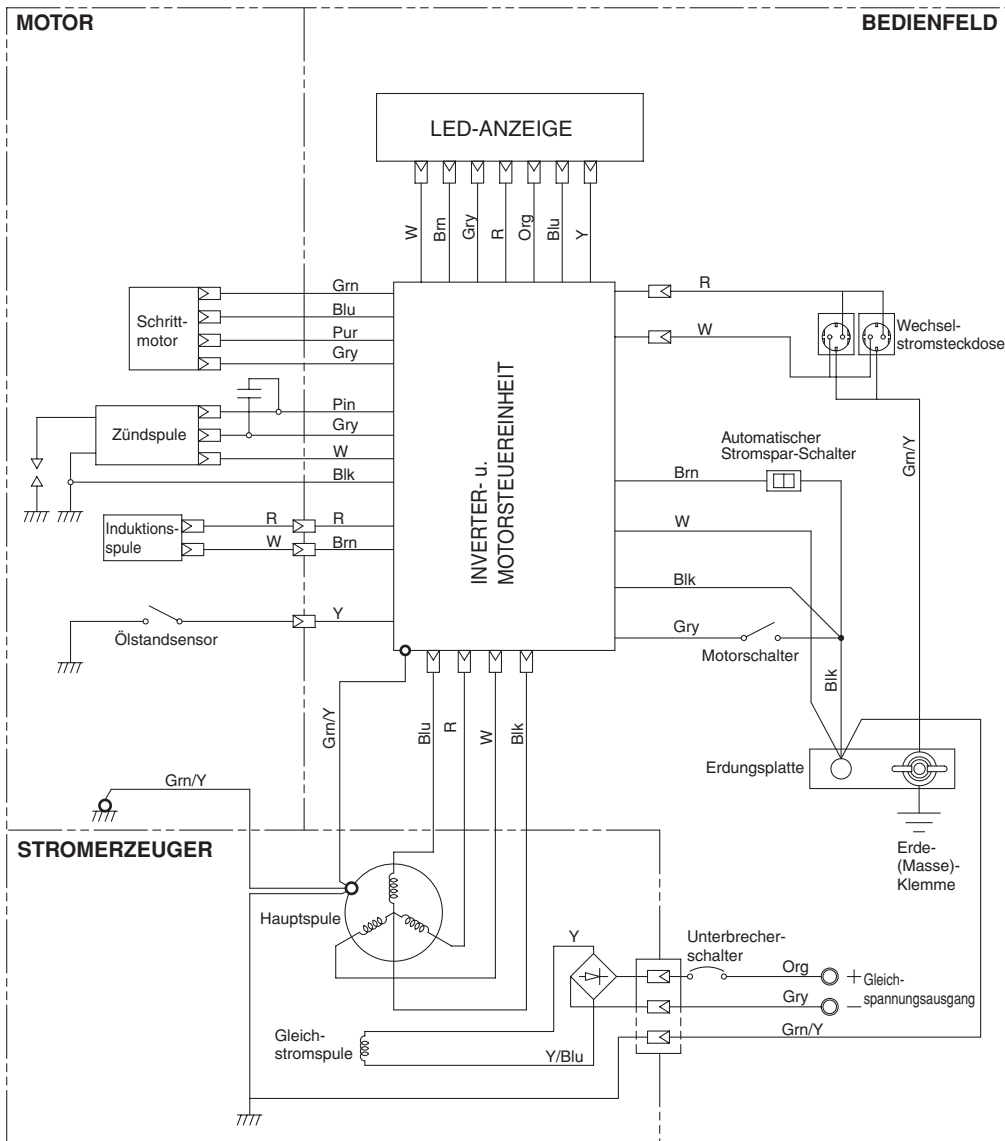 MOTOR
BEDIENFELD
LED-ANZEIGE
W
Brn
Gry
R
Org
Blu
Y
Schritt-
motor
Grn
Blu
Pur
Gry
Zündspule
Pin
Gry
W
Blk
Induktions-
spule
R
R
W
Brn
Ölstandsensor
Y
INVERTER- u.
MOTORSTEUEREINHEIT
R
W
Wechsel-
stromsteckdose
Automatischer
Stromspar-Schalter
Grn/Y
Brn
W
Blk
Gry
Motorschalter
Blk
Grn/Y
Blu
R
W
Blk
Erdungsplatte
Erde-
(Masse)-
Klemme
Grn/Y
STROMERZEUGER
Hauptspule
Gleich-
stromspule
Y
Y/Blu
Unterbrecher-
schalter
Org
+ Gleich-
spannungsausgang
Gry
−
Grn/Y